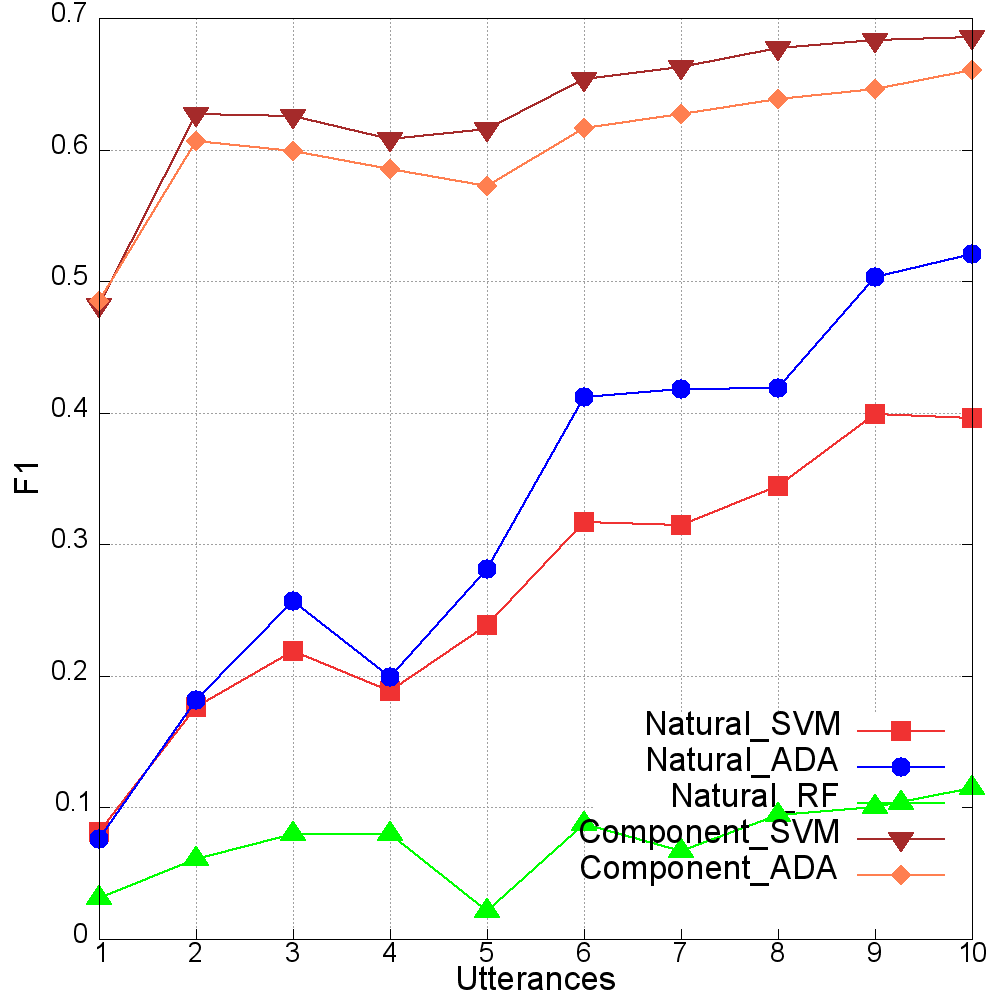 0.7
0.6
0.5
0.4
0.3
0.2
0.1
0
F1
1 2 3 4 5 6 7 8 9 10
Utterances
Natural_SVM
Natural_ADA
Natural_RF
Component_SVM
Component_ADA